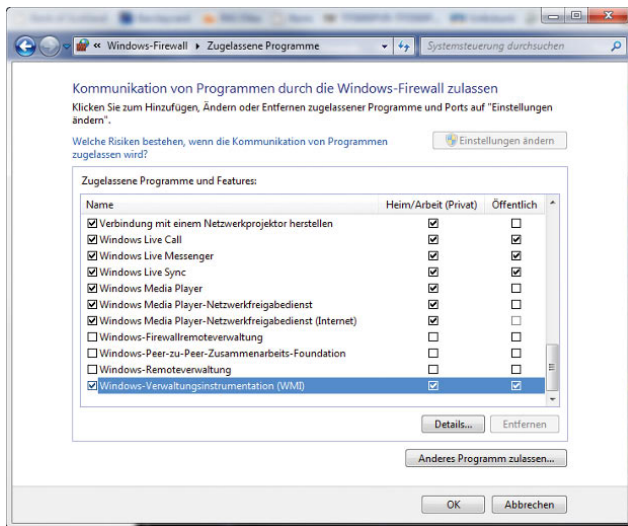 « Windows-Firewall ▸ Zugelassene Programme
Systemsteuerung durchsuchen
Kommunikation von Programmen durch die Windows-Firewall zulassen
Klicken Sie zum Hinzufügen, Ändern oder Entfernen zugelassener Programme und Ports auf "Einstellungen
ändern".
Welche Risiken bestehen, wenn die Kommunikation von Programmen
zugelassen wird?
Einstellungen ändern
Zugelassene Programme und Features:
Name Heim/Arbeit (Privat) Öffentlich
Verbindung mit einem Netzwerkprojektor herstellen
Windows Live Call
Windows Live Messenger
Windows Live Sync
Windows Media Player
Windows Media Player-Netzwerkfreigabedienst
Windows Media Player-Netzwerkfreigabedienst (Internet)
Windows-Firewallremoteverwaltung
Windows-Peer-zu-Peer-Zusammenarbeits-Foundation
Windows-Remoteverwaltung
Windows-Verwaltungsinstrumentation (WMI)
Details... Entfernen
Anderes Programm zulassen...
OK Abbrechen